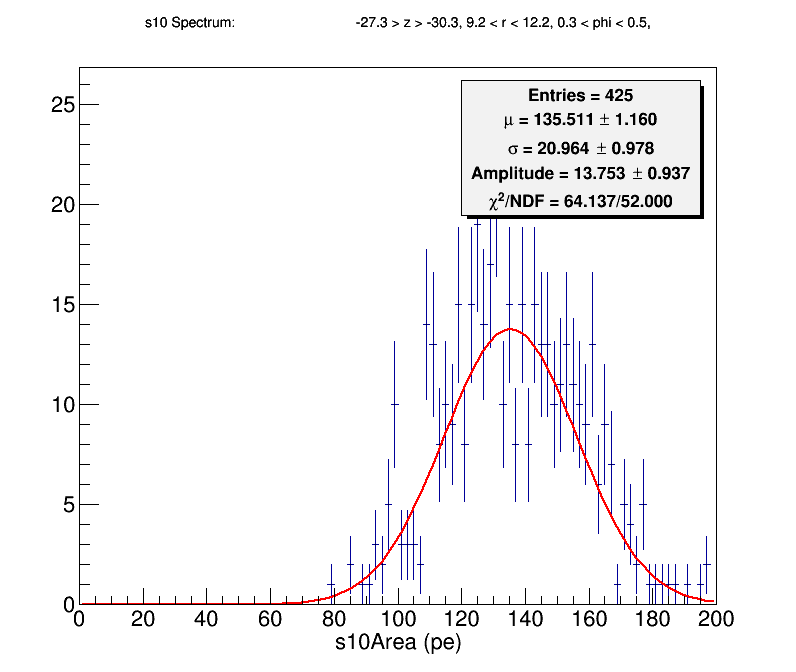 s10 Spectrum: -27.3 > z > -30.3, 9.2 < r < 12.2, 0.3 < phi < 0.5,
Entries = 425
μ = 135.511 ± 1.160
σ = 20.964 ± 0.978
Amplitude = 13.753 ± 0.937
χ²/NDF = 64.137/52.000
25
20
15
10
5
0
0 20 40 60 80 100 120 140 160 180 200
s10Area (pe)